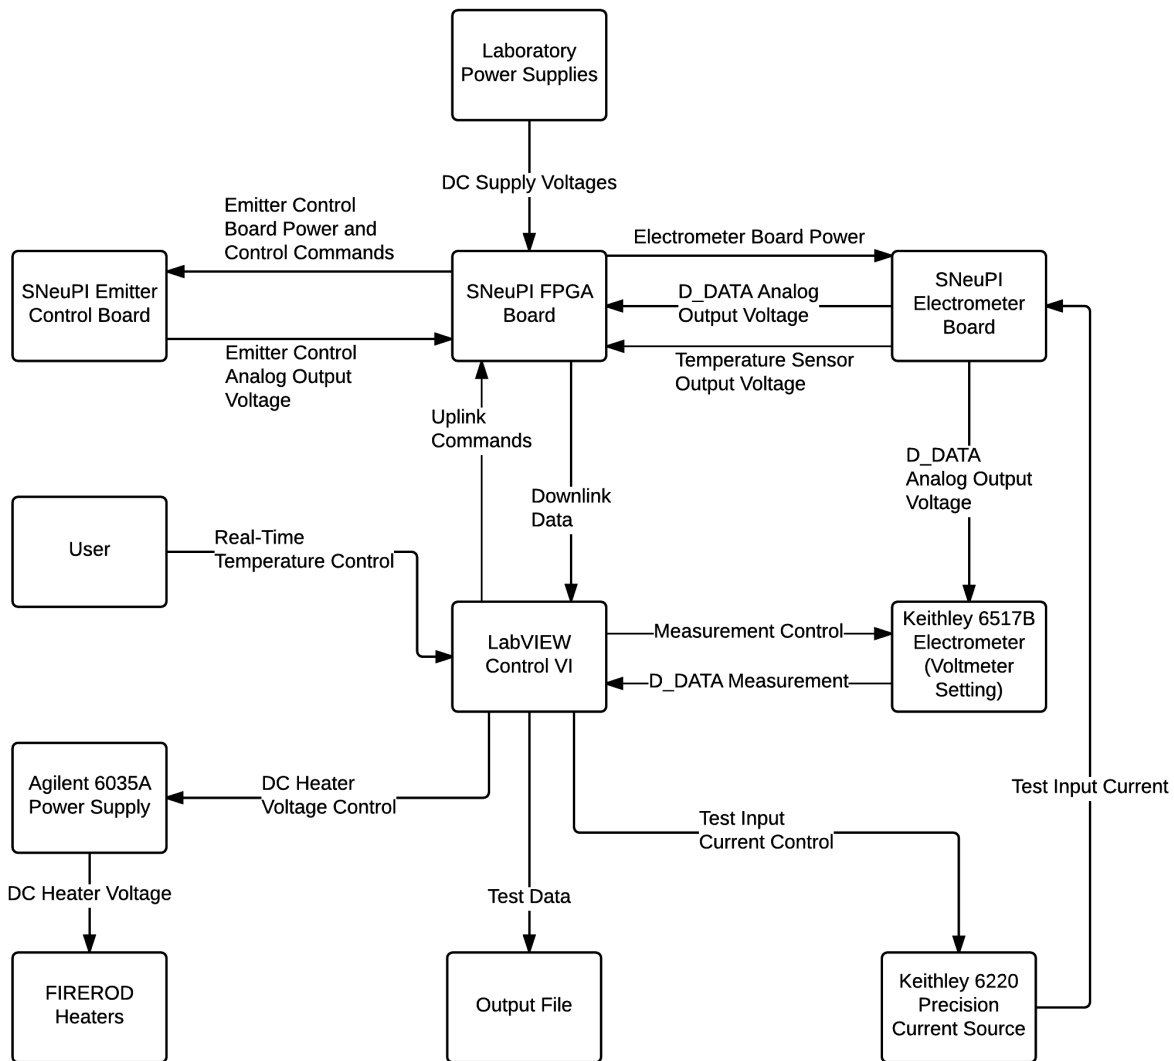 Laboratory
Power Supplies
DC Supply Voltages
Emitter Control
Board Power and
Control Commands
Electrometer Board Power
SNeuPI Emitter
Control Board
SNeuPI FPGA
Board
D_DATA Analog
Output Voltage
SNeuPI
Electrometer
Board
Emitter Control
Analog Output
Voltage
Temperature Sensor
Output Voltage
Uplink
Commands
D_DATA
Analog Output
Voltage
Downlink
Data
User
Real-Time
Temperature Control
LabVIEW
Control VI
Measurement Control
D_DATA Measurement
Keithley 6517B
Electrometer
(Voltmeter
Setting)
Agilent 6035A
Power Supply
DC Heater
Voltage Control
Test Input Current
Test Input
Current Control
DC Heater Voltage
Test Data
FIREROD
Heaters
Output File
Keithley 6220
Precision
Current Source